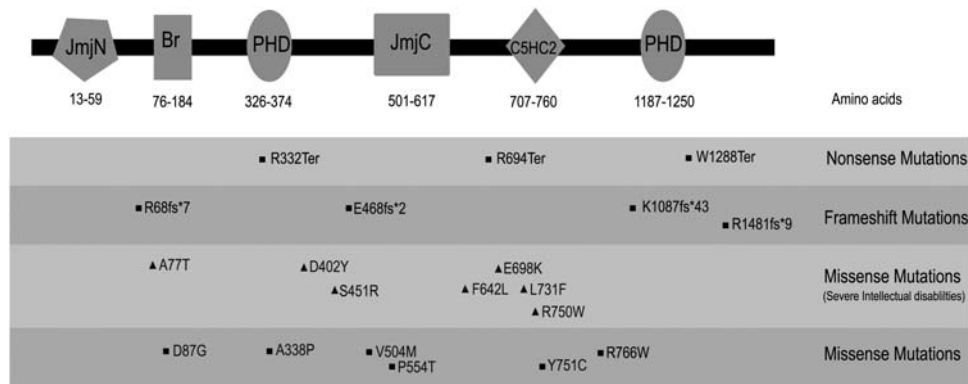 JmjN Br PHD JmjC C5HC2 PHD
13-59 76-184 326-374 501-617 707-760 1187-1250 Amino acids
R332Ter R694Ter W1288Ter Nonsense Mutations
R68fs*7 E468fs*2 K1087fs*43 Frameshift Mutations
R1481fs*9
A77T D402Y E698K Missense Mutations
S451R F642L L731F (Severe Intellectual disablilties)
R750W
D87G A338P V504M R766W Missense Mutations
P554T Y751C